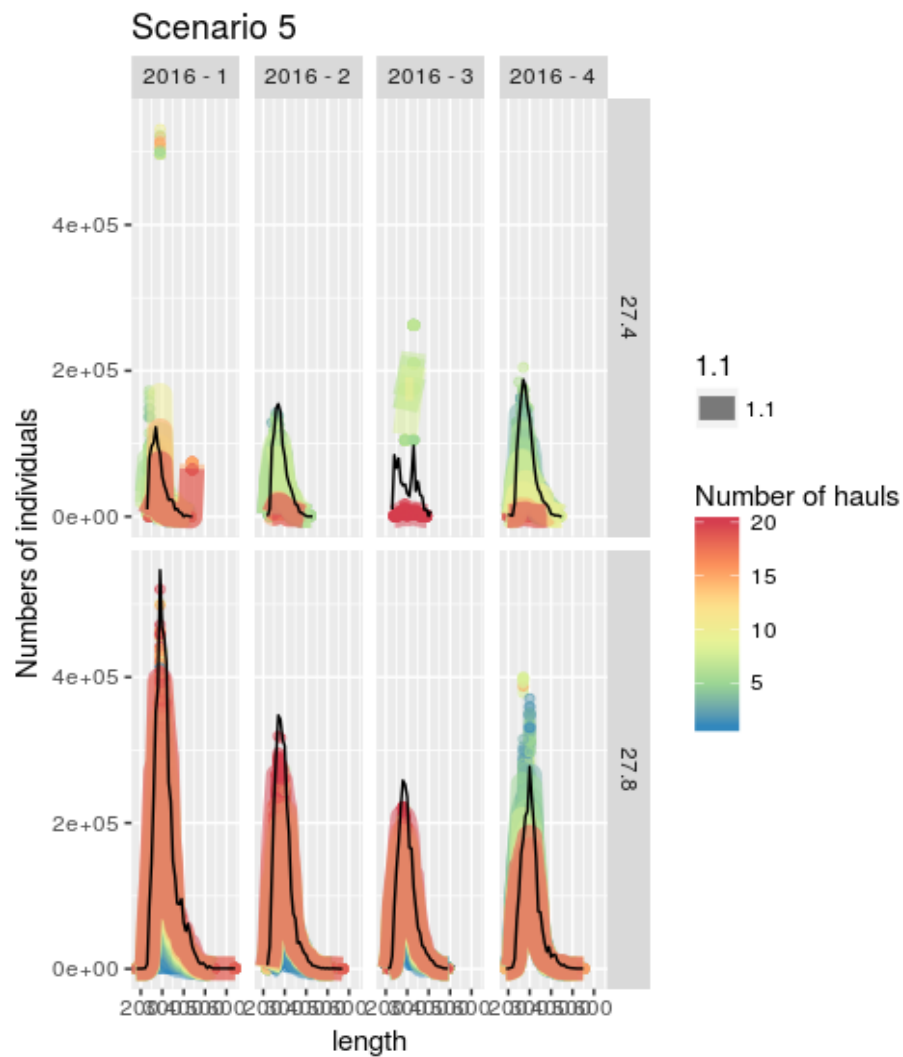 Scenario 5
2016 - 1
2016 - 2
2016 - 3
2016 - 4
27.4
4e+05
2e+05
0e+00
27.8
4e+05
2e+05
0e+00
Numbers of individuals
length
1.1
1.1
Number of hauls
20
15
10
5